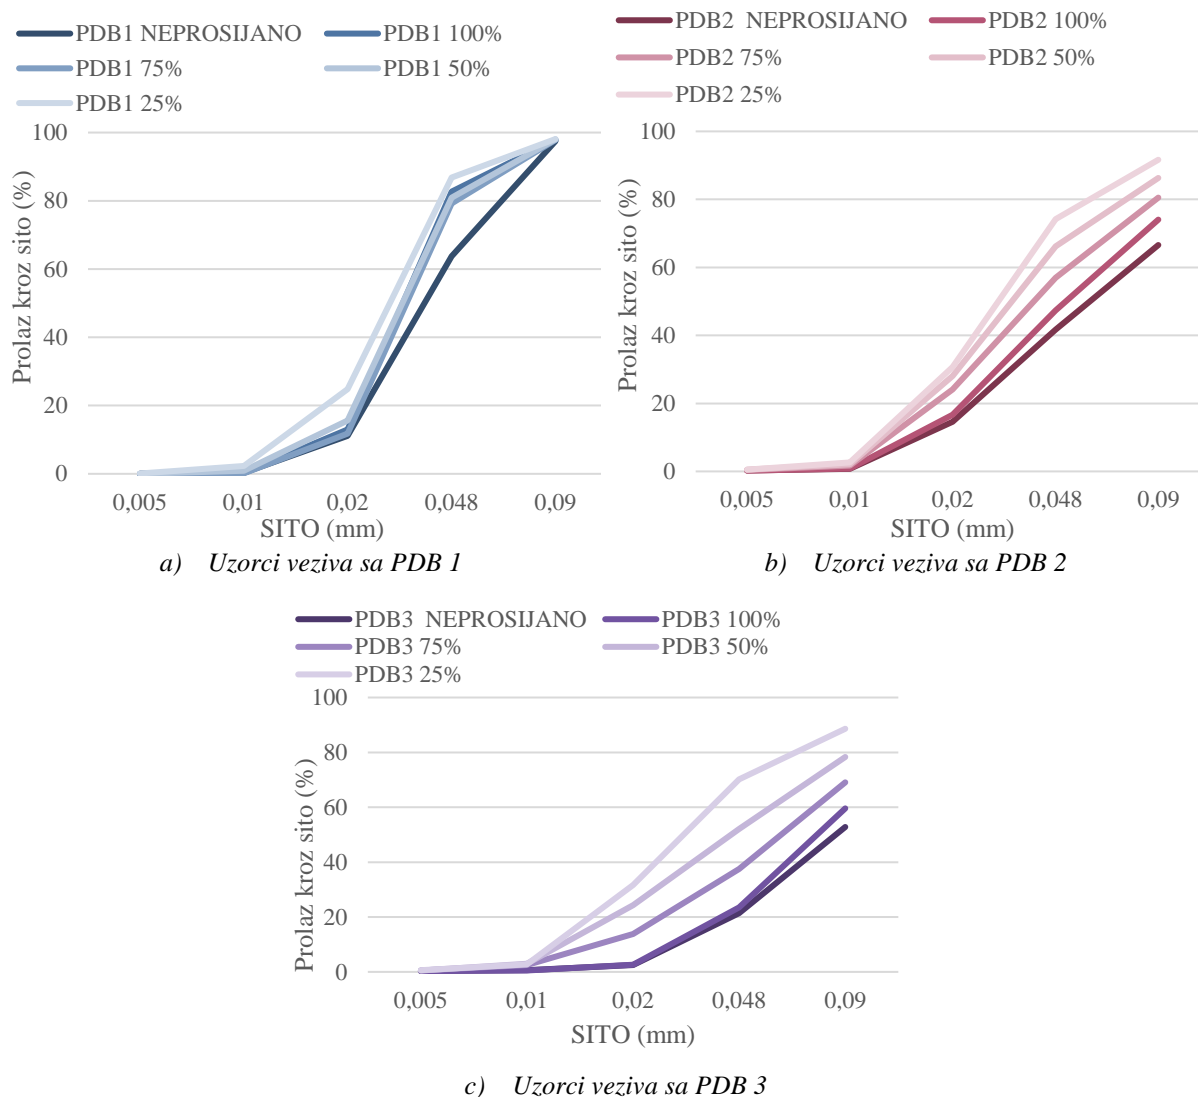 PDB1 NEPROSIJANO PDB1 100%
PDB1 75% PDB1 50%
PDB1 25%
100
80
60
40
20
0
Prolaz kroz sito (%)
0,005 0,01 0,02 0,048 0,09
SITO (mm)
a) Uzorci veziva sa PDB 1
PDB2 NEPROSIJANO PDB2 100%
PDB2 75% PDB2 50%
PDB2 25%
100
80
60
40
20
0
Prolaz kroz sito (%)
0,005 0,01 0,02 0,048 0,09
SITO (mm)
b) Uzorci veziva sa PDB 2
PDB3 NEPROSIJANO PDB3 100%
PDB3 75% PDB3 50%
PDB3 25%
100
80
60
40
20
0
Prolaz kroz sito (%)
0,005 0,01 0,02 0,048 0,09
SITO (mm)
c) Uzorci veziva sa PDB 3